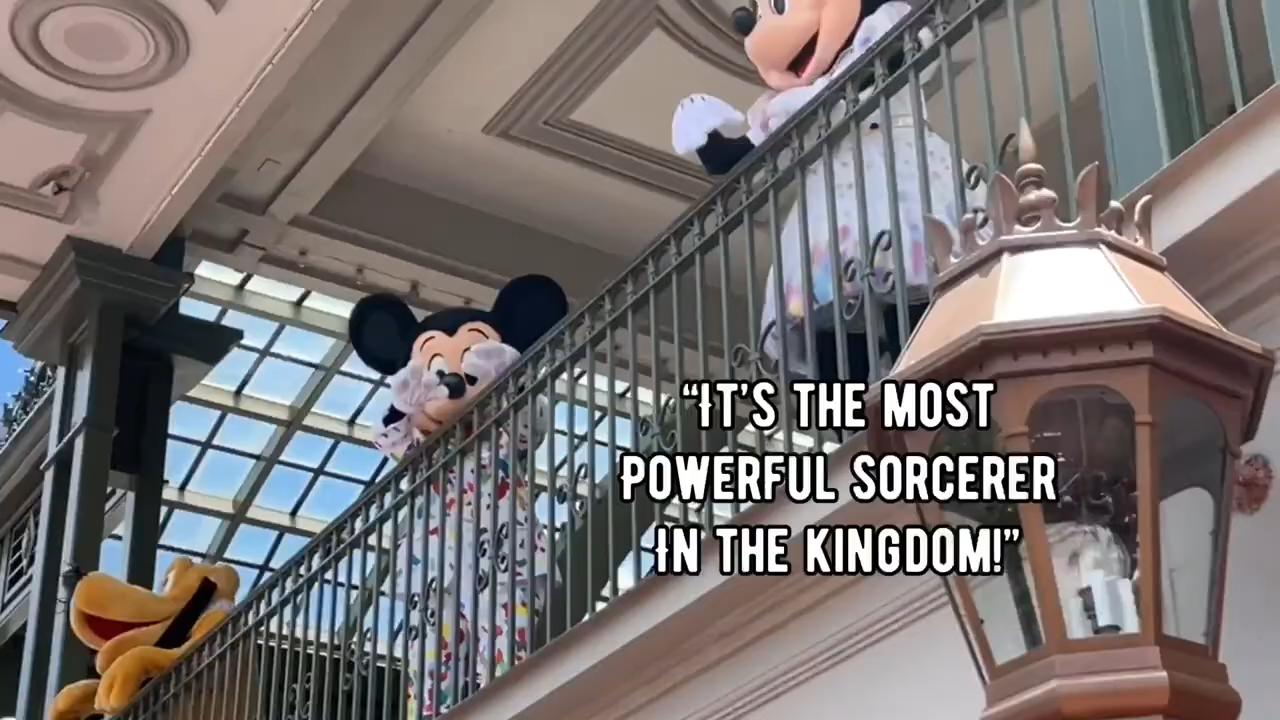 “IT'S THE MOST
POWERFUL SORCERER
IN THE KINGDOM!”